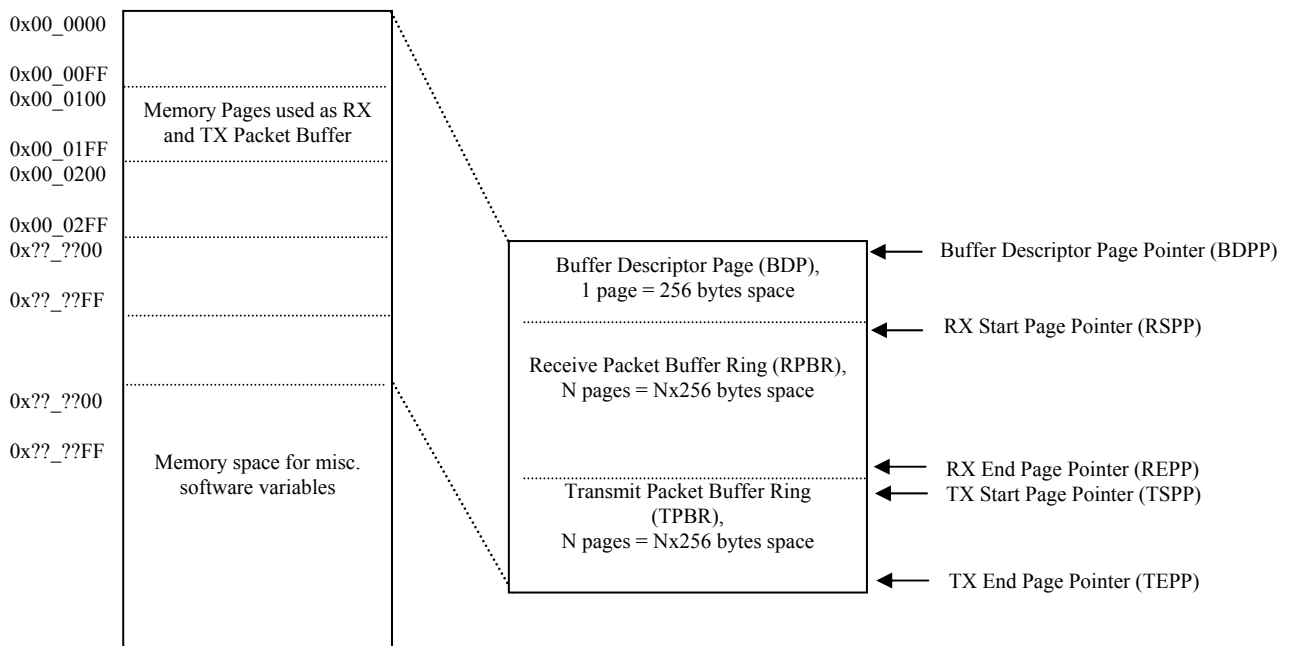 0x00_0000
0x00_00FF
0x00_0100
Memory Pages used as RX
and TX Packet Buffer
0x00_01FF
0x00_0200
0x00_02FF
0x??_??00
0x??_??FF
0x??_??00
0x??_??FF
Memory space for misc.
software variables
Buffer Descriptor Page (BDP),
1 page = 256 bytes space
Receive Packet Buffer Ring (RPBR),
N pages = Nx256 bytes space
Transmit Packet Buffer Ring
(TPBR),
N pages = Nx256 bytes space
Buffer Descriptor Page Pointer (BDPP)
RX Start Page Pointer (RSPP)
RX End Page Pointer (REPP)
TX Start Page Pointer (TSPP)
TX End Page Pointer (TEPP)